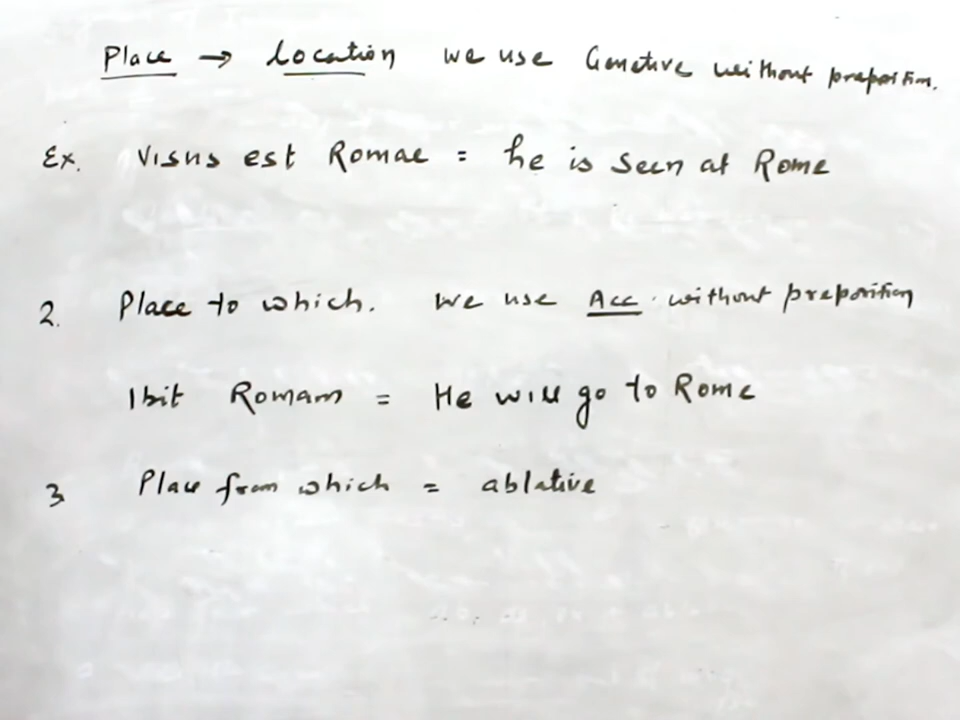 Place → Location we use Genetive without preposition.
Ex. Visus est Romae = he is seen at Rome
2. Place to which. We use Acc. without preposition
Ibit Romam = He will go to Rome
3 Place from which = ablative